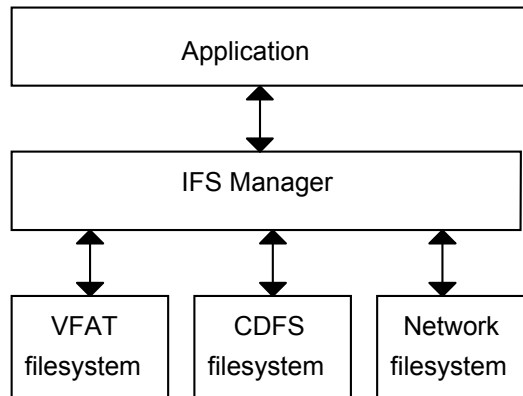 Application
IFS Manager
VFAT
filesystem
CDFS
filesystem
Network
filesystem